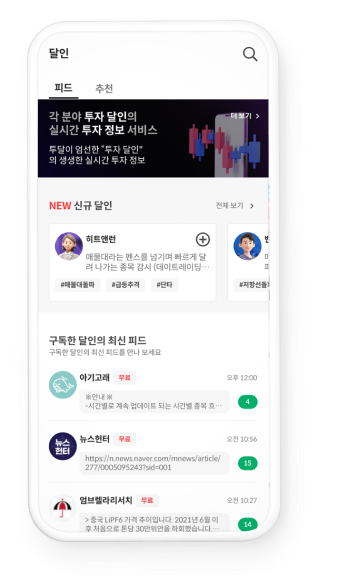 달인
피드 추천
각 분야 투자 달인의
더보기 >
실시간 투자 정보 서비스
투달이 엄선한 "투자 달인"
의 생생한 실시간 투자 정보
NEW 신규 달인
전체 보기 >
히트앤런
매물대라는 펜스를 넘기며 빠르게 달
려 나가는 종목 감시 [데이트레이딩…
#매물대돌파 #급등추격 #단타
#저항선돌
구독한 달인의 최신 피드
구독한 달인의 최신 피드를 만나 보세요
아기고래 무료 오후 12:00
※안내 ※
-시간별로 계속 업데이트 되는 시간별 종목 흐…
4
뉴스헌터
뉴스헌터 무료 오전 10:56
https://n.news.naver.com/mnews/article/
277/0005095243?sid=001
15
엄브렐라리서치 무료 오전 10:27
> 중국 LiPF6 가격 추이입니다. 2021년 6월 이
후 처음으로 톤당 30만위안을 하회했습니다.…
14